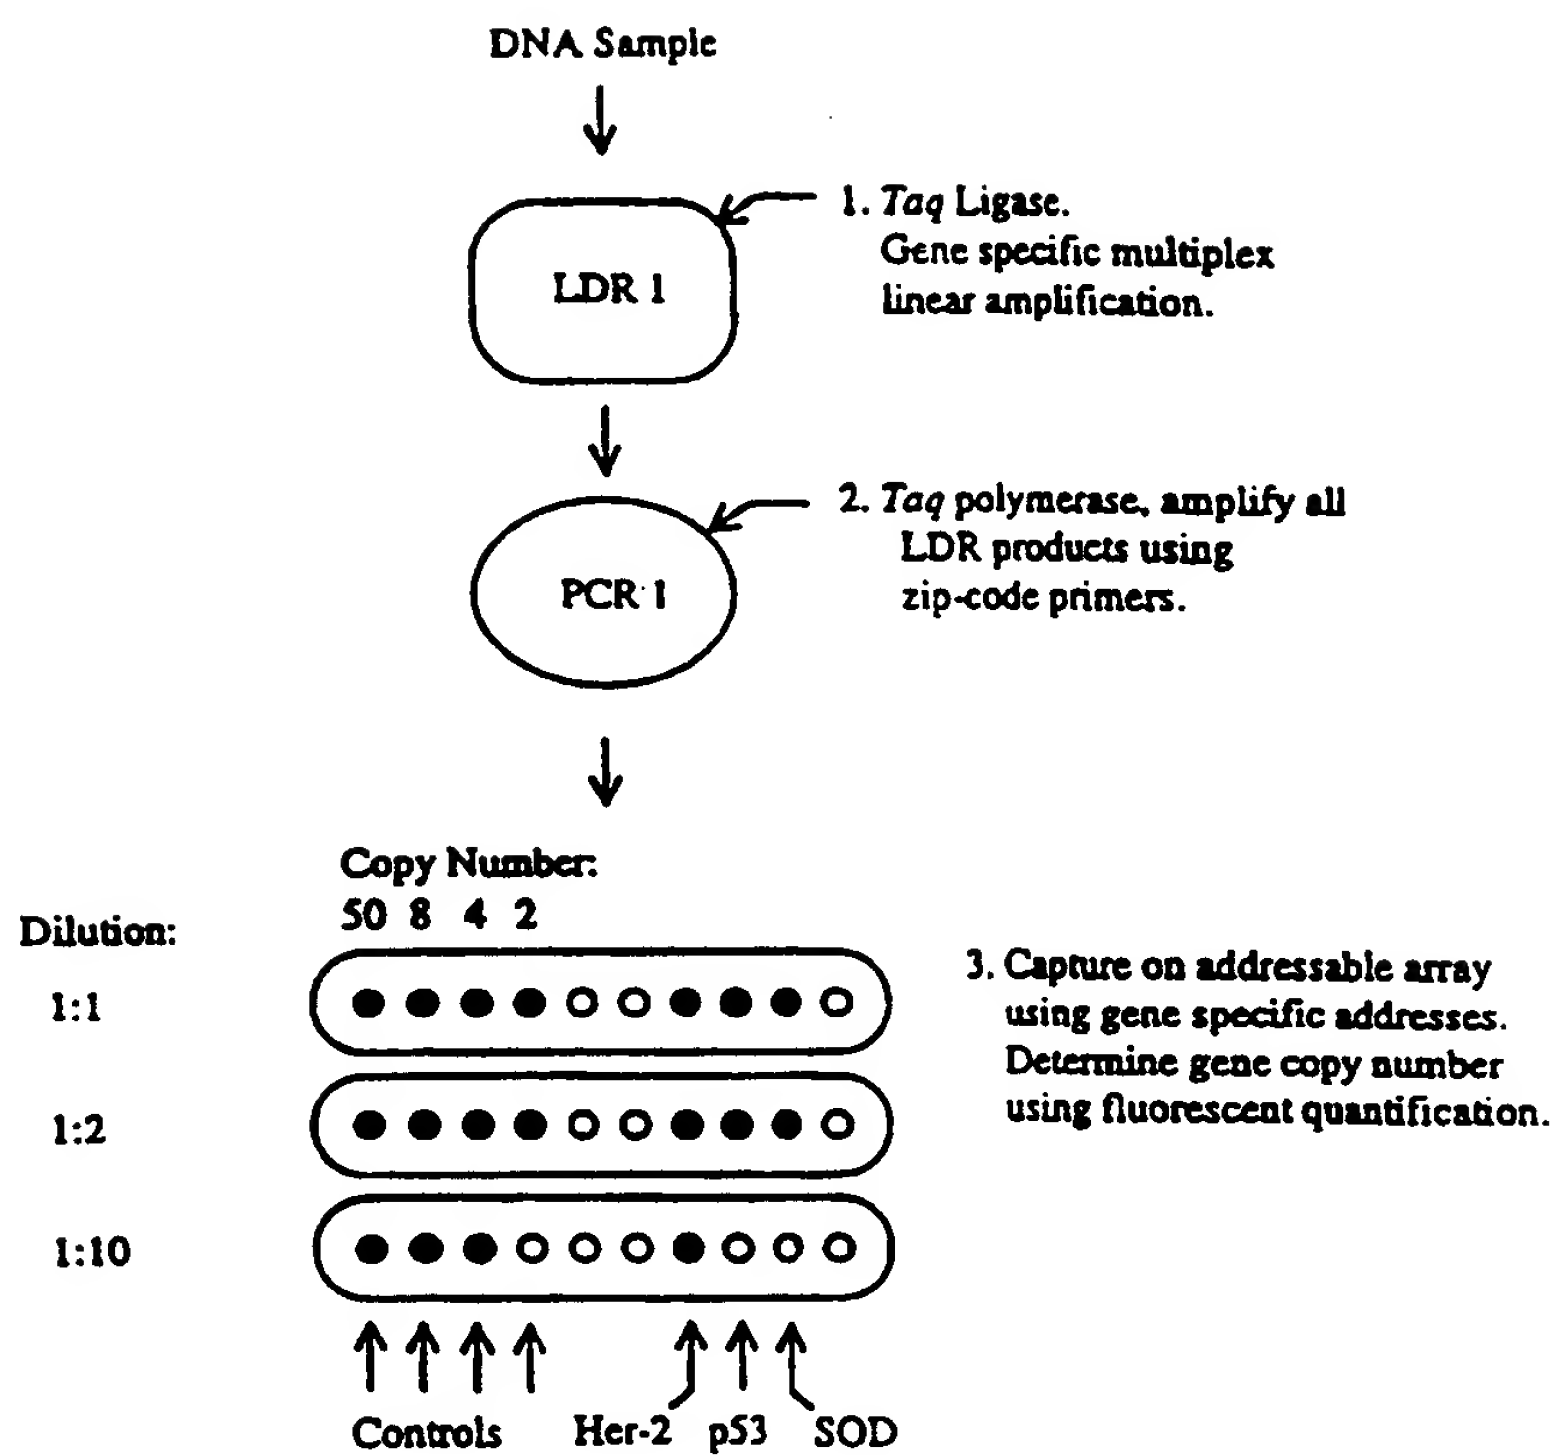 DNA Sample
1. Taq Ligase.
Gene specific multiplex
linear amplification.
LDR 1
2. Taq polymerase, amplify all
LDR products using
zip-code primers.
PCR 1
Copy Number:
50 8 4 2
Dilution:
1:1
3. Capture on addressable array
using gene specific addresses.
Determine gene copy number
using fluorescent quantification.
1:2
1:10
Controls Her-2 p53 SOD